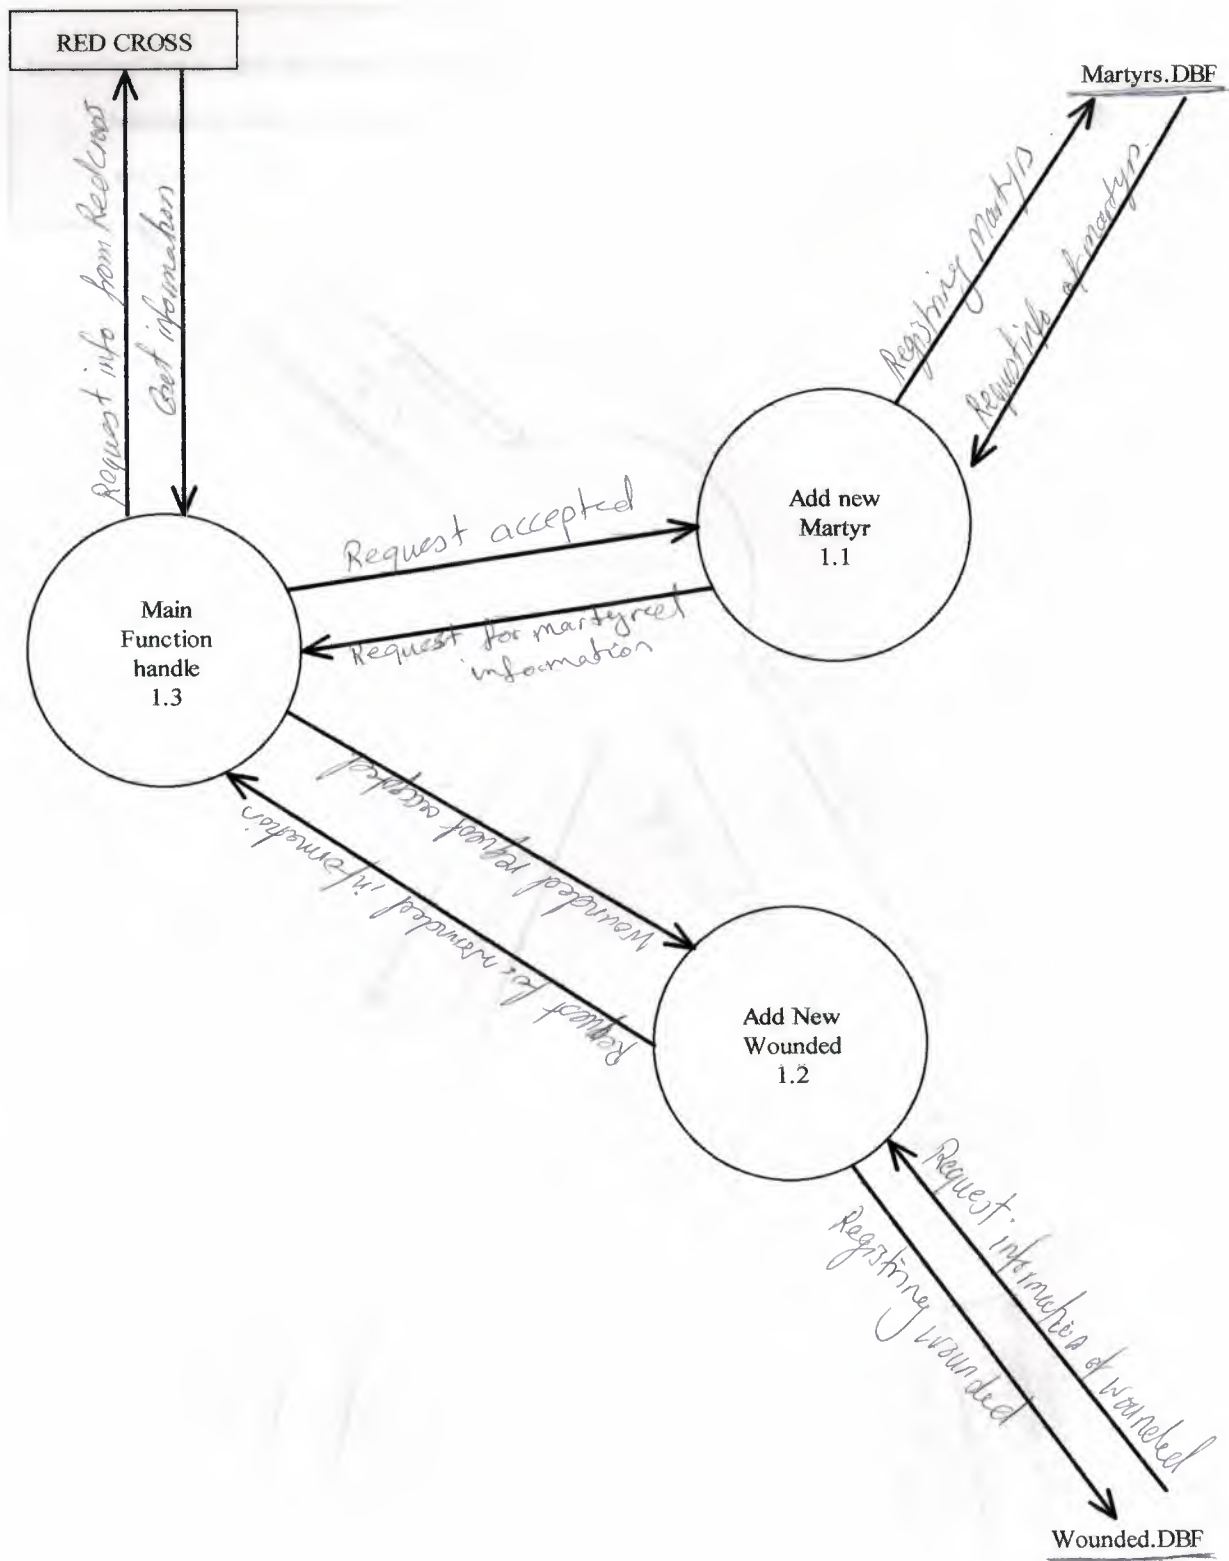 RED CROSS
Martyrs.DBF
Request info from Redcross
Get information
Registring Martyrs
Request info of martyrs.
Request accepted
Add new
Martyr
1.1
Main
Function
handle
1.3
Request for martyred
information
Wounded request accepted
Request for wounded information
Add New
Wounded
1.2
Request information of wounded
Registring wounded
Wounded.DBF